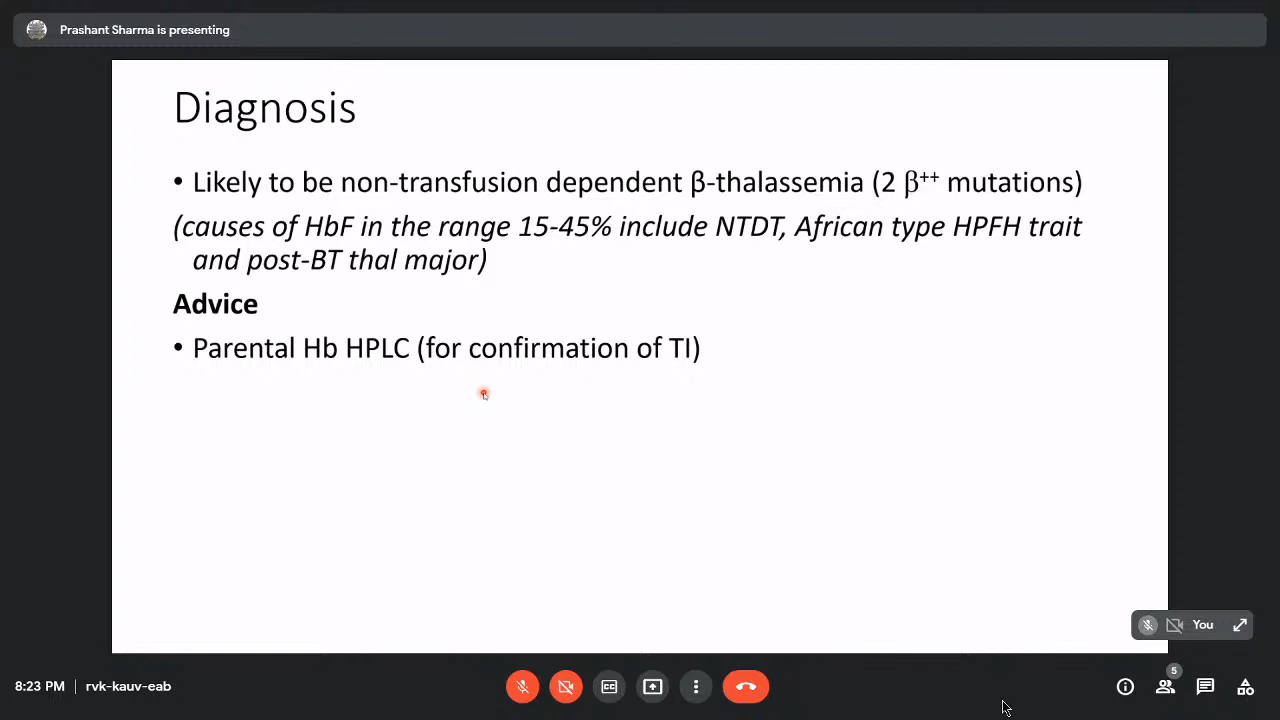 Prashant Sharma is presenting
Diagnosis
• Likely to be non-transfusion dependent β-thalassemia (2 β⁺⁺ mutations)
(causes of HbF in the range 15-45% include NTDT, African type HPFH trait
and post-BT thal major)
Advice
• Parental Hb HPLC (for confirmation of TI)
You
8:23 PM | rvk-kauv-eab
CC
5